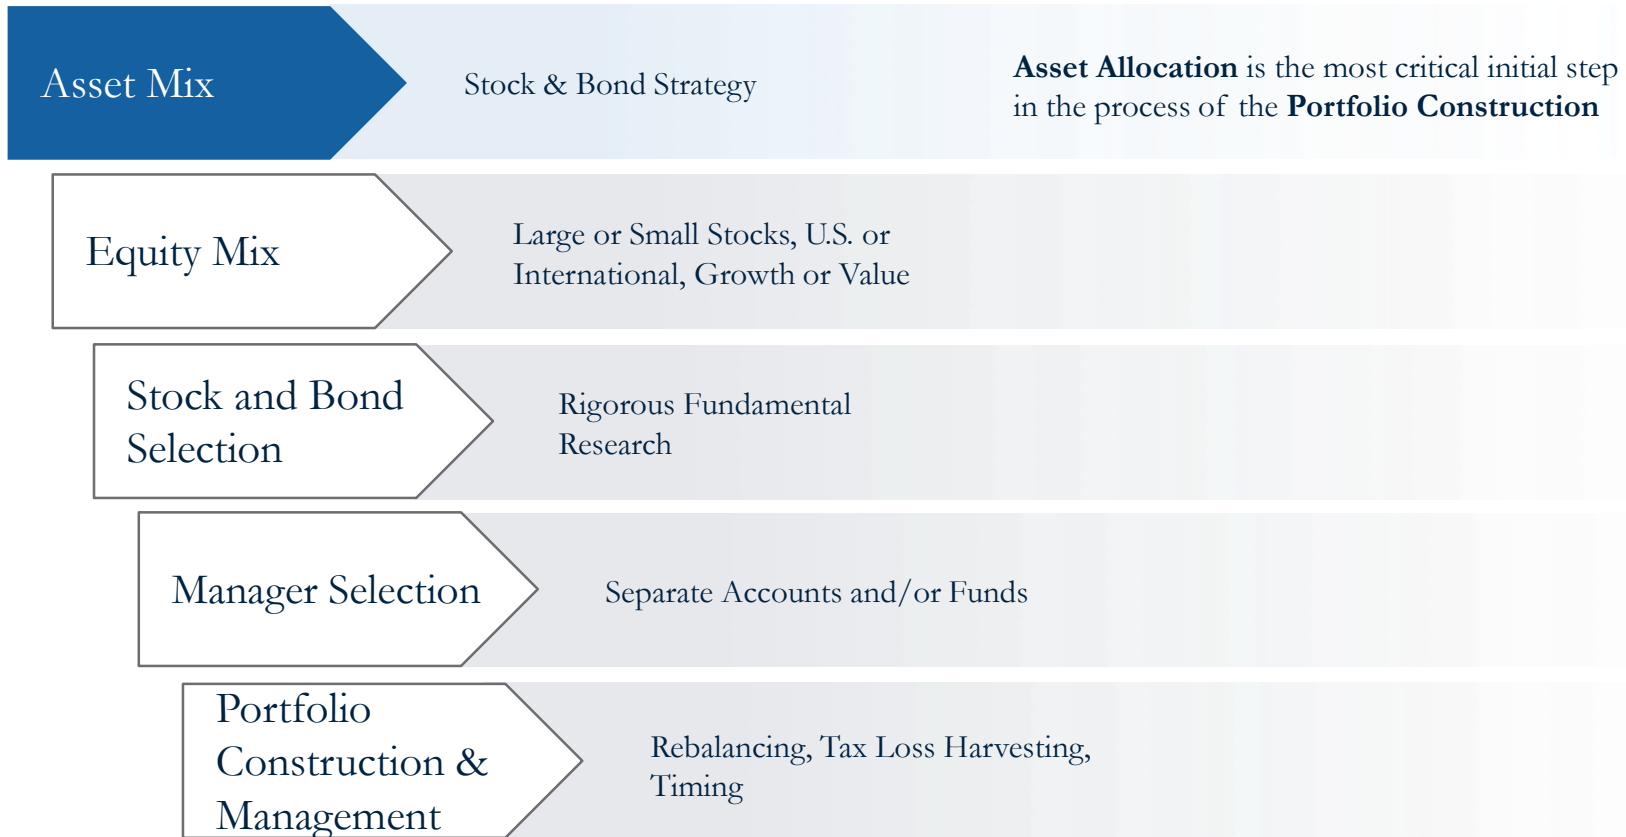 Asset Mix
Stock & Bond Strategy
Asset Allocation is the most critical initial step
in the process of the Portfolio Construction
Equity Mix
Large or Small Stocks, U.S. or
International, Growth or Value
Stock and Bond
Selection
Rigorous Fundamental
Research
Manager Selection
Separate Accounts and/or Funds
Portfolio
Construction &
Management
Rebalancing, Tax Loss Harvesting,
Timing